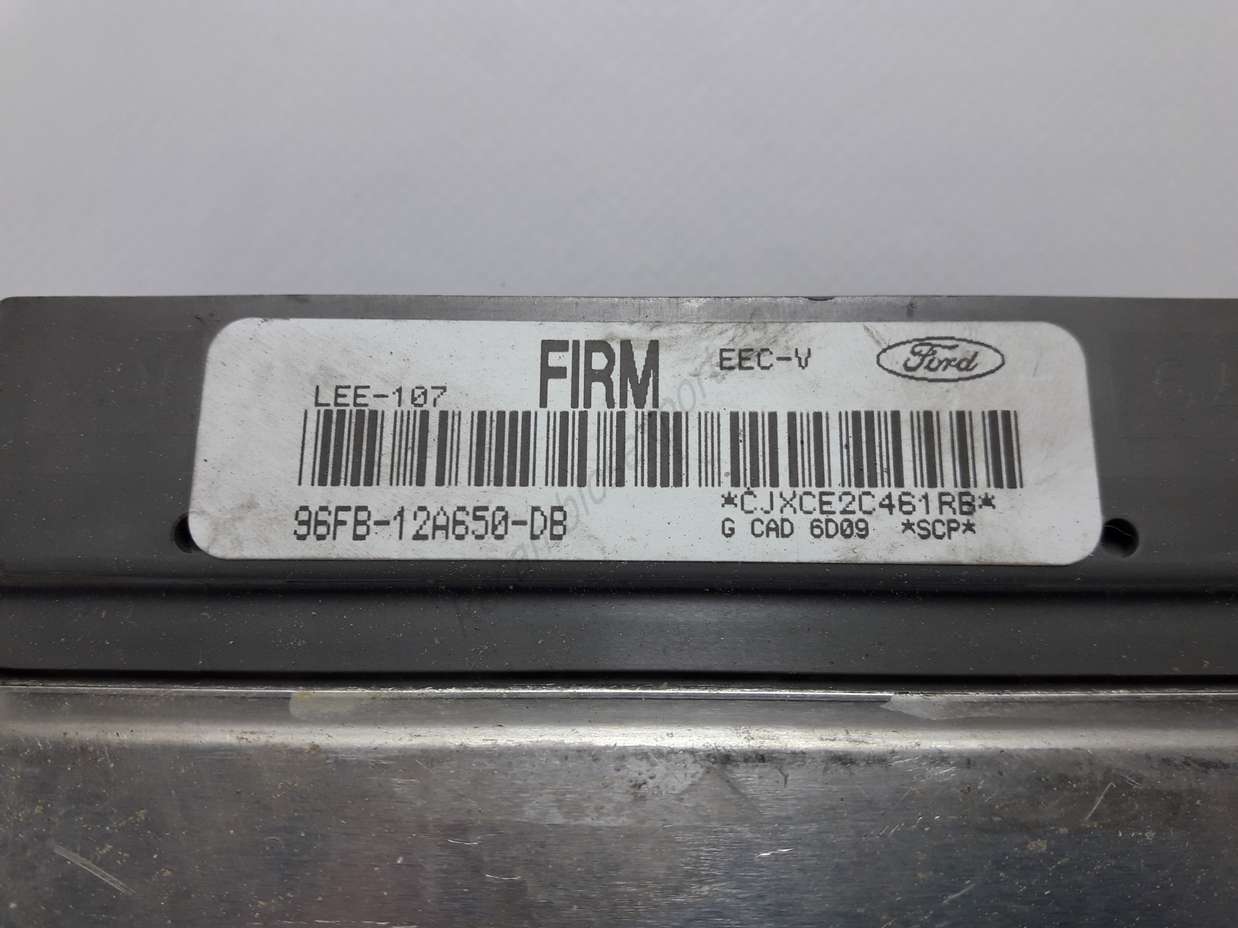 FIRM EEC-V Ford
LEE-107
96FB-12A650-DB *CJXCE2C461RB*
G CAD 6D09 *SCP*